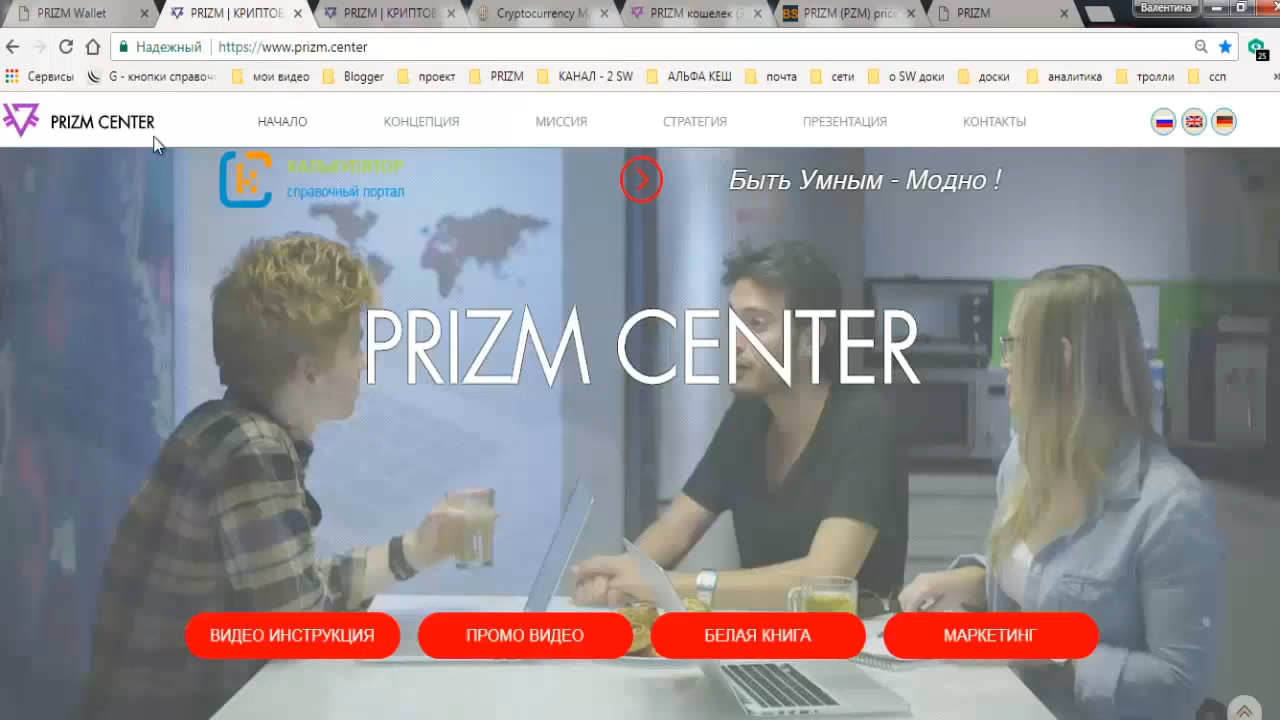 PRIZM Wallet
PRIZM | КРИПТОВ
PRIZM | КРИПТОВ
Cryptocurrency M
PRIZM кошелек (
BS PRIZM (PZM) price
PRIZM
Валентина
Надежный
https://www.prizm.center
25
Сервисы
G - кнопки справоч
мои видео
Blogger
проект
PRIZM
КАНАЛ - 2 SW
АЛЬФА КЕШ
почта
сети
о SW доки
доски
аналитика
тролли
ссп
PRIZM CENTER
НАЧАЛО
КОНЦЕПЦИЯ
МИССИЯ
СТРАТЕГИЯ
ПРЕЗЕНТАЦИЯ
КОНТАКТЫ
КАЛЬКУЛЯТОР
справочный портал
Быть Умным - Модно !
PRIZM CENTER
ВИДЕО ИНСТРУКЦИЯ
ПРОМО ВИДЕО
БЕЛАЯ КНИГА
МАРКЕТИНГ